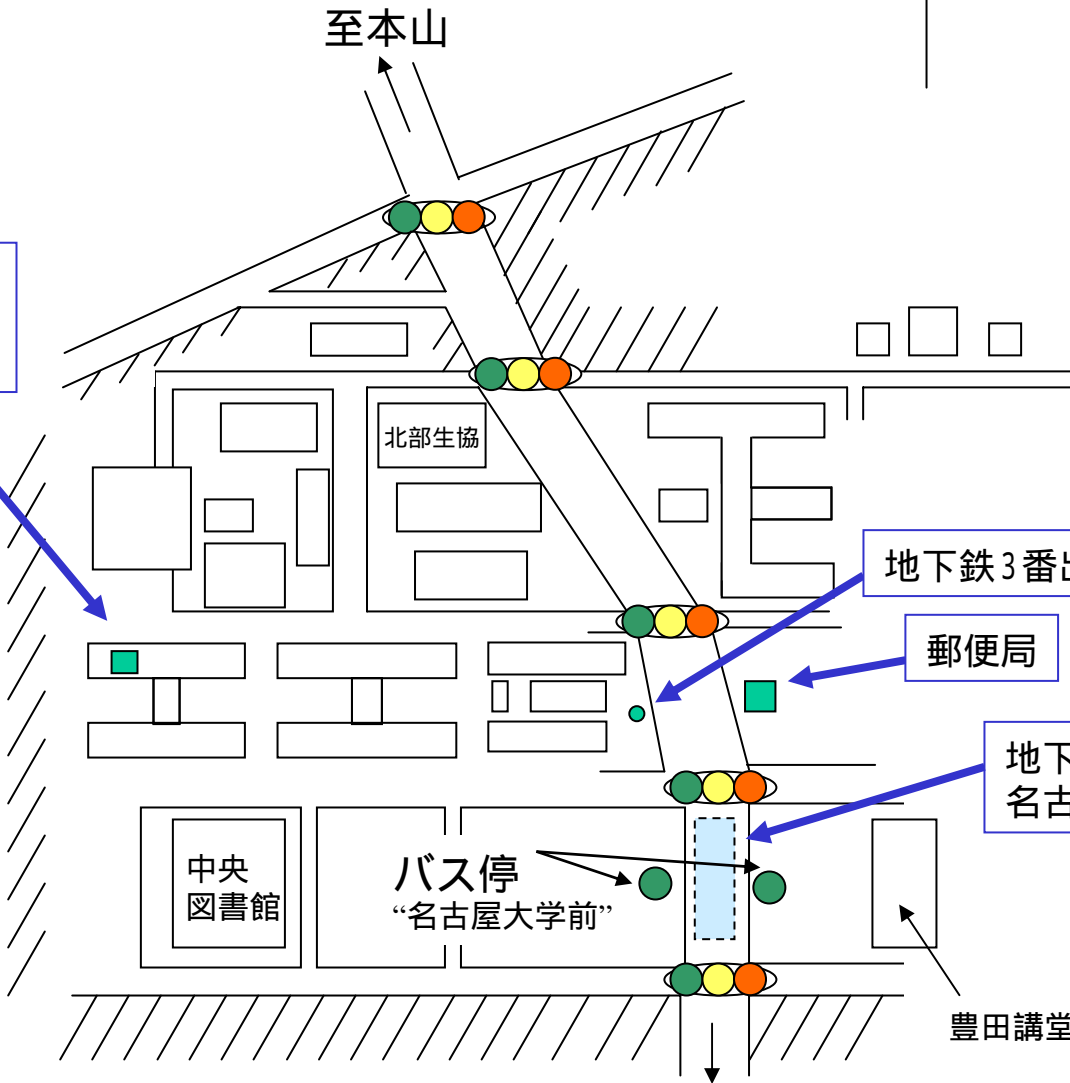 至本山
北部生協
地下鉄3番出
郵便局
地下
名古
中央
図書館
バス停
“名古屋大学前”
豊田講堂